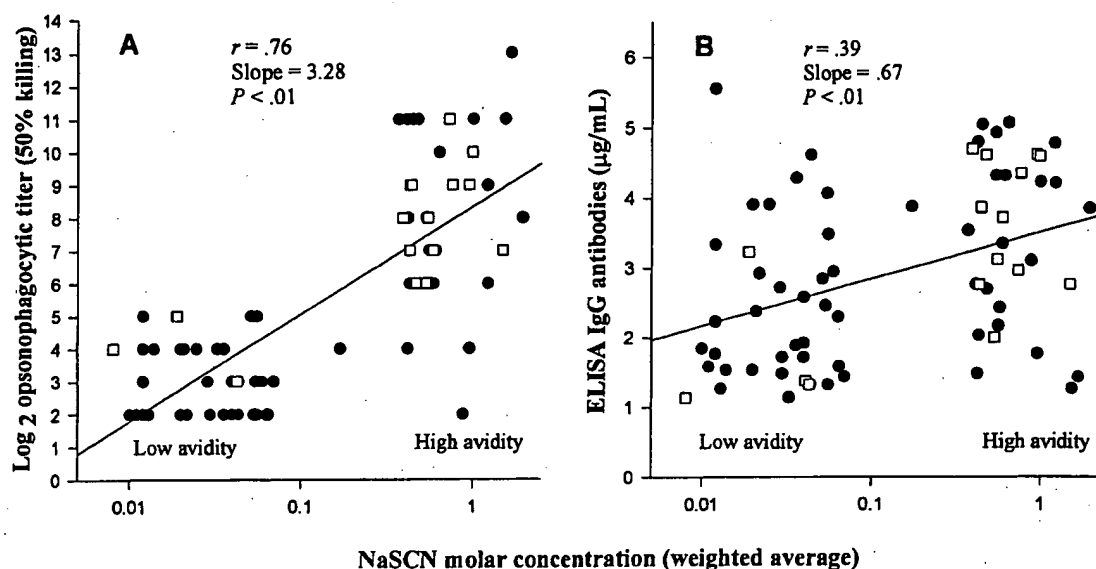 A
r = .76
Slope = 3.28
P < .01
Log 2 opsonophagocytic titer (50% killing)
14
13
12
11
10
9
8
7
6
5
4
3
2
1
0
Low avidity
High avidity
0.01
0.1
1
B
r = .39
Slope = .67
P < .01
ELISA IgG antibodies (µg/mL)
6
5
4
3
2
1
0
Low avidity
High avidity
0.01
0.1
1
NaSCN molar concentration (weighted average)